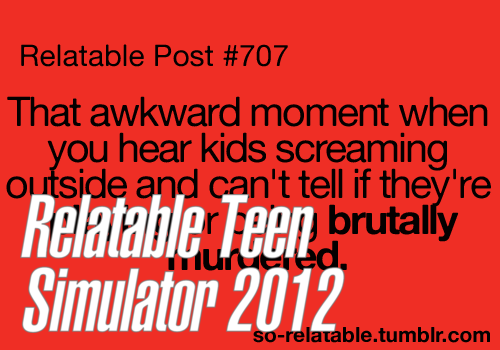 Relatable Post #707
That awkward moment when
you hear kids screaming
outside and can't tell if they're
brutally
murdered.
Relatable Teen
Simulator 2012
so-relatable.tumblr.com